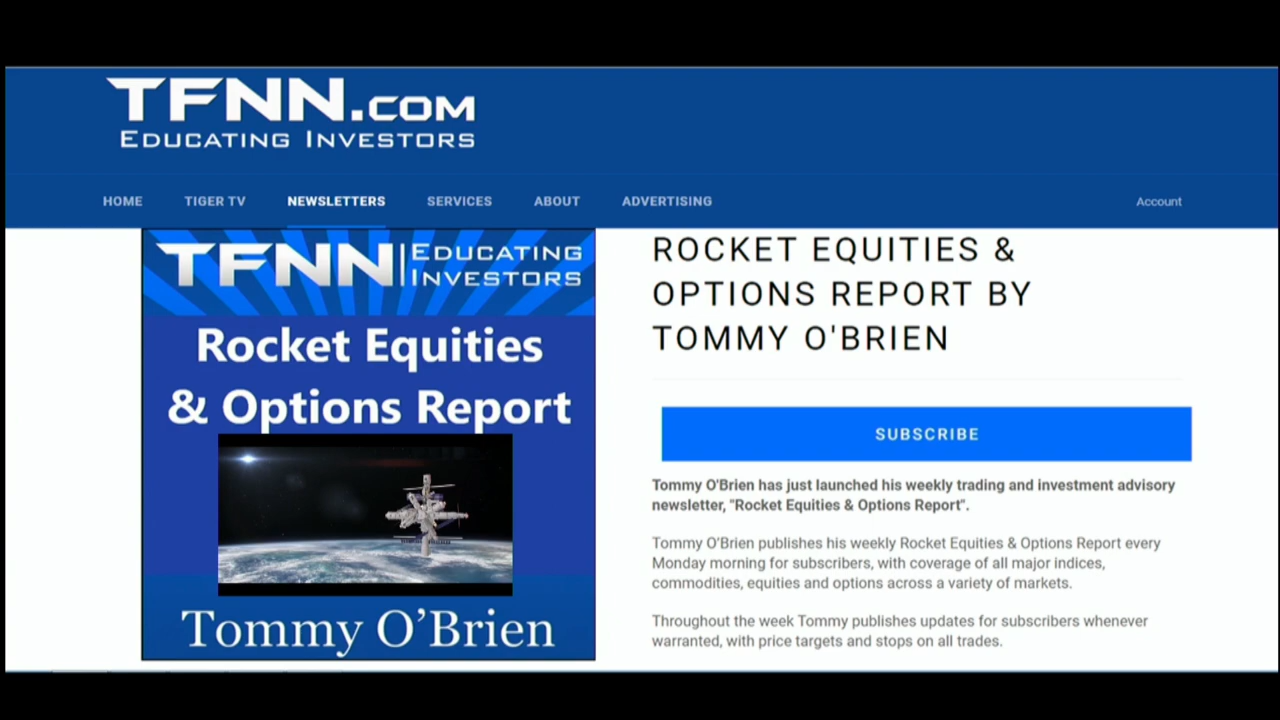 TFNN.COM
EDUCATING INVESTORS
HOME TIGER TV NEWSLETTERS SERVICES ABOUT ADVERTISING Account
TFNN|EDUCATING
INVESTORS
Rocket Equities
& Options Report
Tommy O’Brien
ROCKET EQUITIES &
OPTIONS REPORT BY
TOMMY O'BRIEN
SUBSCRIBE
Tommy O'Brien has just launched his weekly trading and investment advisory
newsletter, "Rocket Equities & Options Report".
Tommy O'Brien publishes his weekly Rocket Equities & Options Report every
Monday morning for subscribers, with coverage of all major indices,
commodities, equities and options across a variety of markets.
Throughout the week Tommy publishes updates for subscribers whenever
warranted, with price targets and stops on all trades.